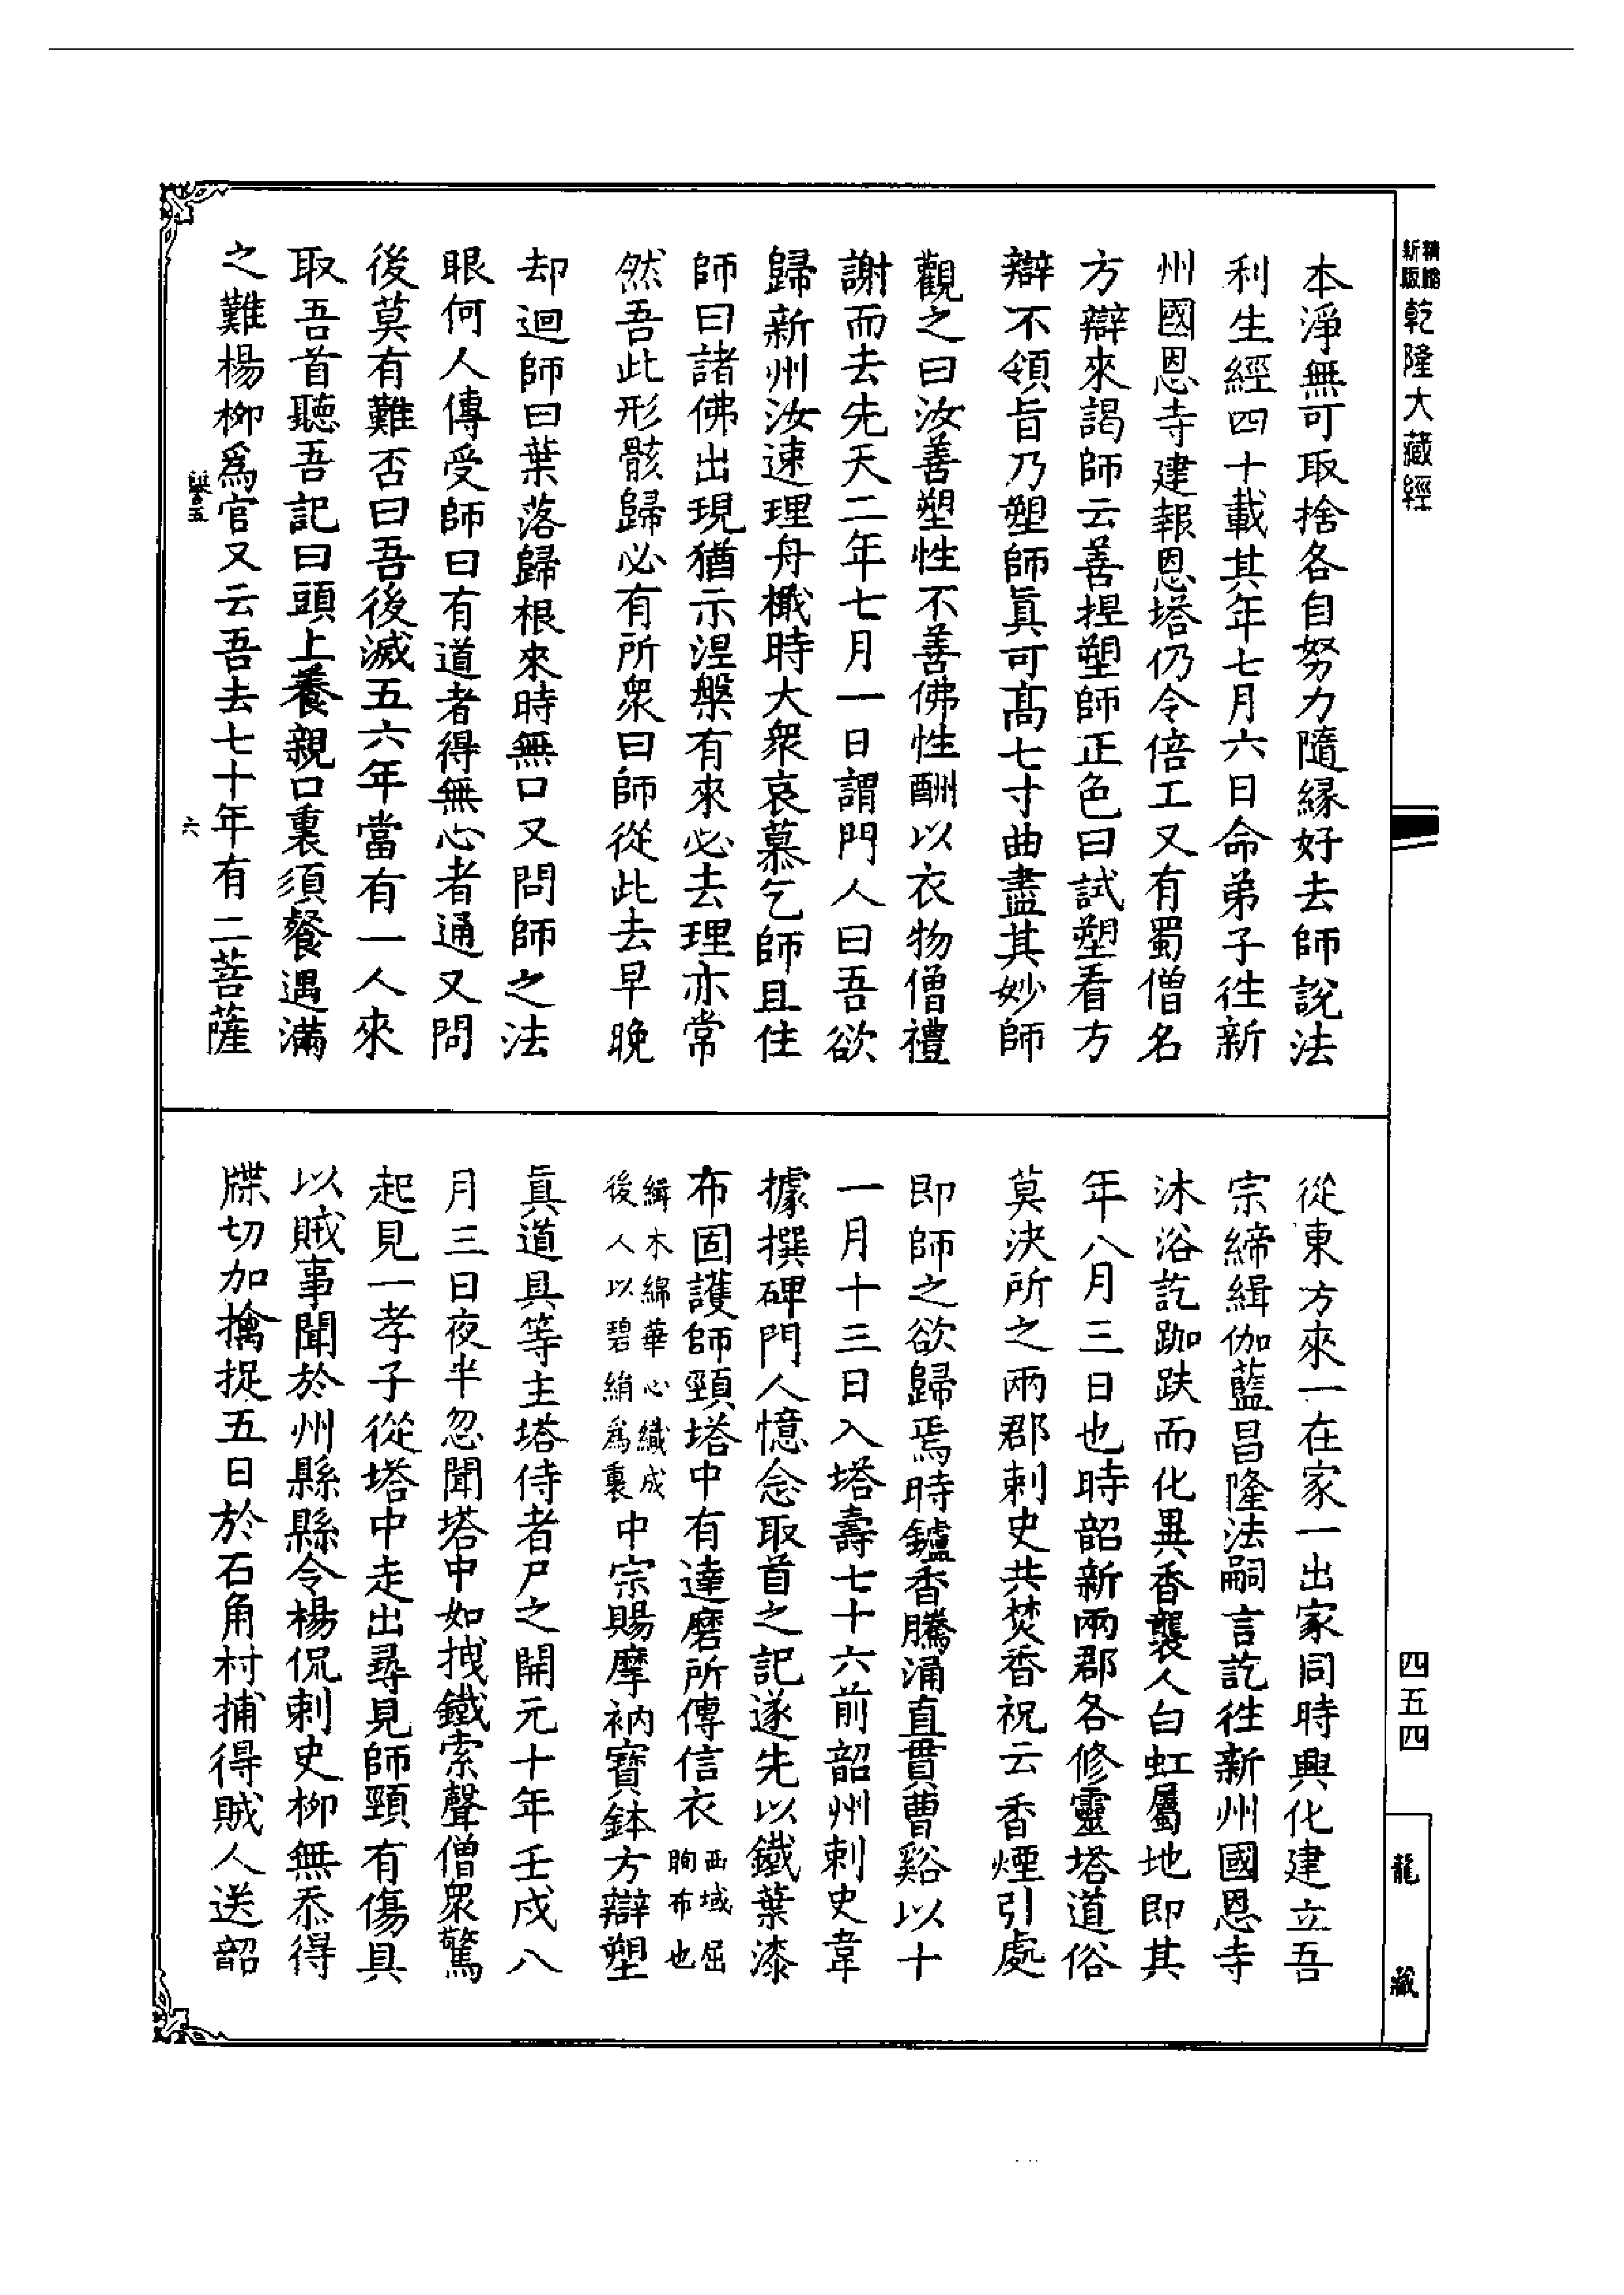 精縮新版乾隆大藏經
四五四
龍藏
本淨無可取捨各自努力隨緣好去師說法
利生經四十載其年七月六日命弟子往新
州國恩寺建報恩塔仍令倍工又有蜀僧名
方辯來謁師云善捏塑師正色曰試塑看方
辯不領旨乃塑師眞可髙七寸曲盡其妙師
觀之曰汝善塑性不善佛性酬以衣物僧禮
謝而去先天二年七月一日謂門人曰吾欲
歸新州汝速理舟檝時大衆哀慕乞師且住
師曰諸佛出現猶示涅槃有來必去理亦常
然吾此形骸歸必有所衆曰師從此去早晚
却迴師曰葉落歸根來時無口又問師之法
眼何人傳受師曰有道者得無心者通又問
後莫有難否曰吾後滅五六年當有一人來
取吾首聽吾記曰頭上養親口裏須餐遇滿
之難楊栁爲官又云吾去七十年有二菩薩
六
從東方來一在家一出家同時興化建立吾
宗締緝伽藍昌隆法嗣言訖往新州國恩寺
沐浴訖跏趺而化異香襲人白虹屬地即其
年八月三日也時韶新兩郡各修靈塔道俗
莫決所之兩郡刺史共焚香祝云香煙引處
即師之欲歸焉時鑪香騰涌直貫曹谿以十
一月十三日入塔壽七十六前韶州刺史韋
據撰碑門人憶念取首之記遂先以鐵葉漆
布固護師頸塔中有達磨所傳信衣西域屈眴布也
緝木綿華心織成後人以碧絹爲裏中宗賜摩衲寶鉢方辯塑
眞道具等主塔侍者尸之開元十年壬戌八
月三日夜半忽聞塔中如拽鐵索聲僧衆驚
起見一孝子從塔中走出尋見師頸有傷具
以賊事聞於州縣縣令楊侃刺史栁無忝得
牒切加擒捉五日於石角村捕得賊人送韶